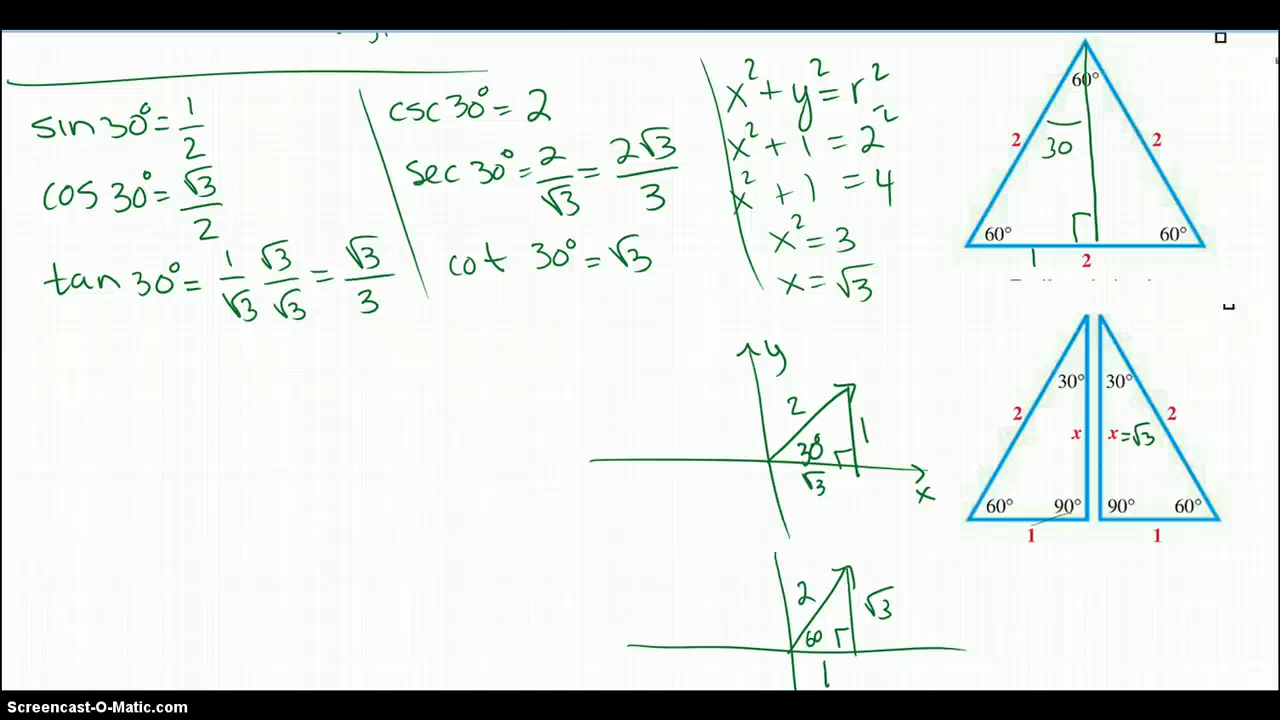 sin 30° = 1/2
cos 30° = √3/2
tan 30° = 1/√3 √3/√3 = √3/3
csc 30° = 2
sec 30° = 2/√3 = 2√3/3
cot 30° = √3
x² + y² = r²
x² + 1 = 2²
x² + 1 = 4
x² = 3
x = √3
60°
30
2
2
60°
60°
1
2
30°
30°
2
x
x = √3
2
60°
90°
90°
60°
1
1
y
2
1
30°
√3
x
2
√3
60
1
Screencast-O-Matic.com